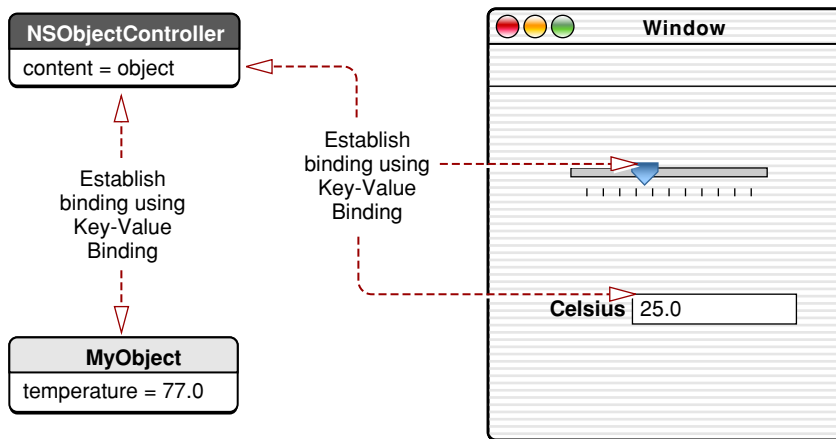 NSObjectController
content = object
Establish
binding using
Key-Value
Binding
MyObject
temperature = 77.0
Establish
binding using
Key-Value
Binding
Window
Celsius 25.0